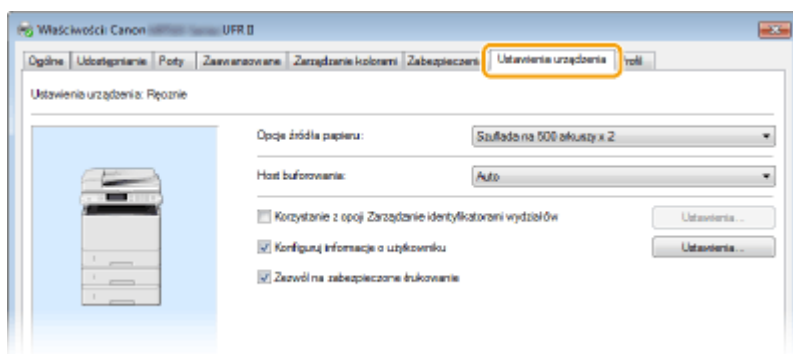 Właściwości: Canon UFR II
Ogólne Udostępnianie Porty Zaawansowane Zarządzanie kolorami Zabezpieczeni Ustawienia urządzenia Profil
Ustawienia urządzenia: Ręcznie
Opcje źródła papieru: Szuflada na 500 arkuszy x 2
Host buforowania: Auto
Korzystanie z opcji Zarządzanie identyfikatorami wydziałów Ustawienia...
Konfiguruj informacje o użytkowniku Ustawienia...
Zezwól na zabezpieczone drukowanie